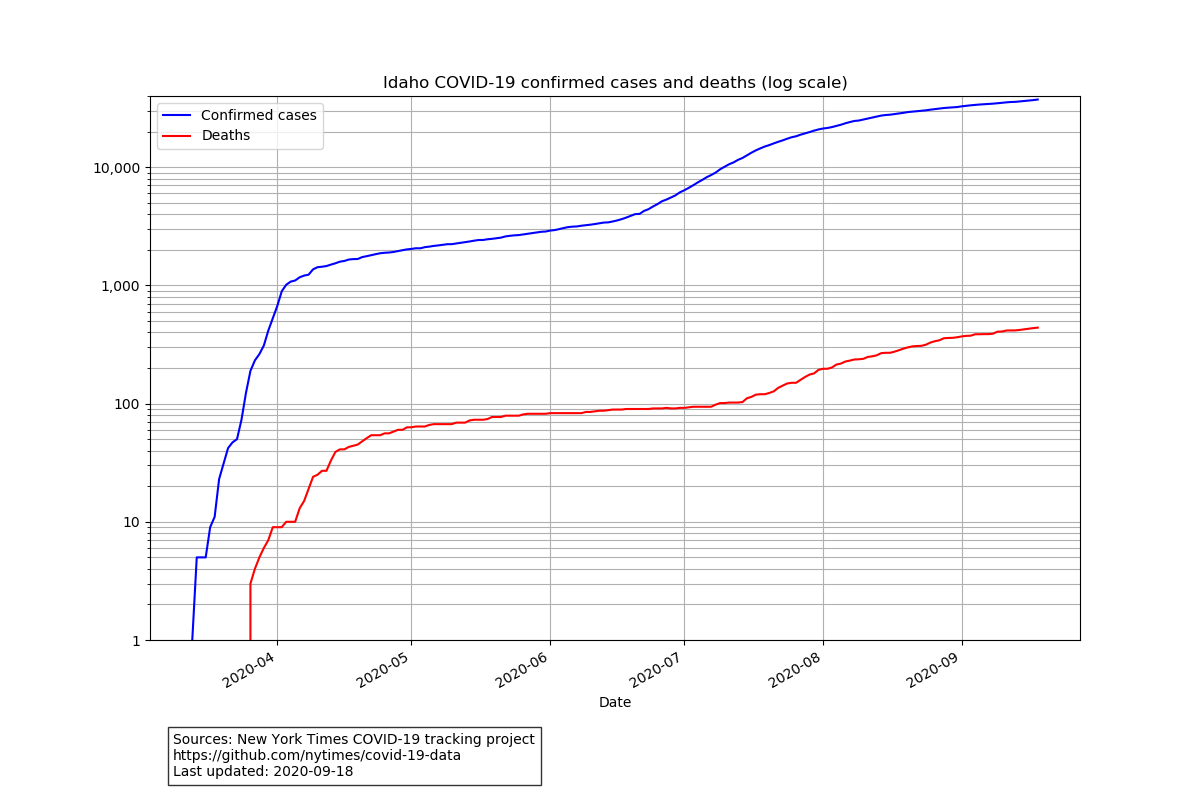 Idaho COVID-19 confirmed cases and deaths (log scale)
Confirmed cases
Deaths
10,000
1,000
100
10
1
2020-04
2020-05
2020-06
2020-07
2020-08
2020-09
Date
Sources: New York Times COVID-19 tracking project
https://github.com/nytimes/covid-19-data
Last updated: 2020-09-18